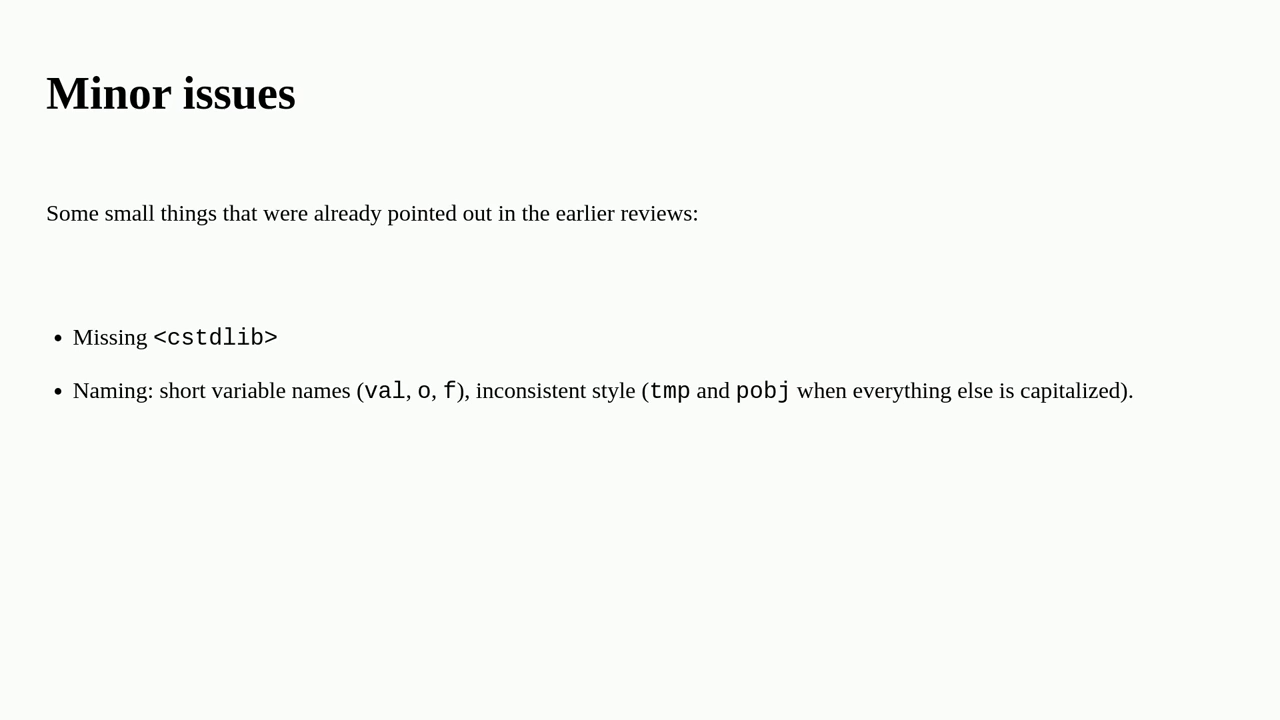 Minor issues
Some small things that were already pointed out in the earlier reviews:
• Missing <cstdlib>
• Naming: short variable names (val, o, f), inconsistent style (tmp and pobj when everything else is capitalized).